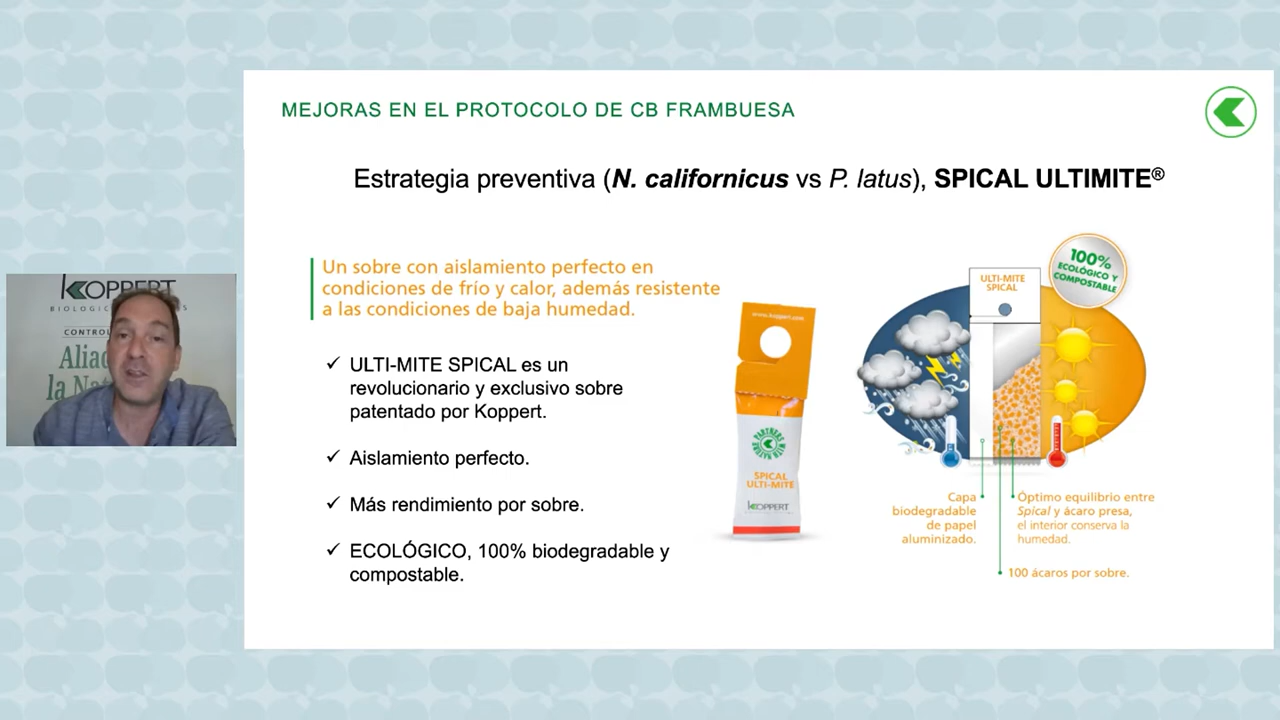 MEJORAS EN EL PROTOCOLO DE CB FRAMBUESA
Estrategia preventiva (N. californicus vs P. latus), SPICAL ULTIMITE®
Un sobre con aislamiento perfecto en
condiciones de frío y calor, además resistente
a las condiciones de baja humedad.
✓ ULTI-MITE SPICAL es un
revolucionario y exclusivo sobre
patentado por Koppert.
✓ Aislamiento perfecto.
✓ Más rendimiento por sobre.
✓ ECOLÓGICO, 100% biodegradable y
compostable.
www.koppert.com
PARTNERS WITH NATURE
SPICAL
ULTI-MITE
KOPPERT
100%
ECOLÓGICO Y
COMPOSTABLE
ULTI-MITE
SPICAL
Capa
biodegradable
de papel
aluminizado.
Óptimo equilibrio entre
Spical y ácaro presa,
el interior conserva la
humedad.
100 ácaros por sobre.
KOPPERT